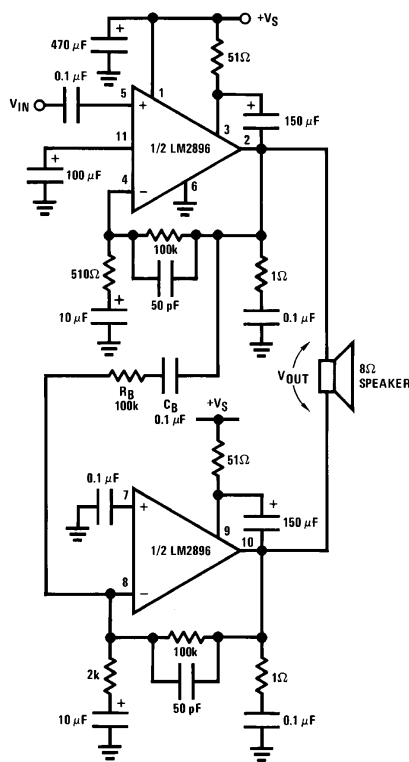 +VS
470 μF
51Ω
0.1 μF
VIN
5
+
1
3
+
150 μF
1/2 LM2896
2
11
+
100 μF
4
−
6
100k
50 pF
510Ω
+
10 μF
1Ω
0.1 μF
VOUT
8Ω
SPEAKER
RB
100k
CB
0.1 μF
+VS
51Ω
0.1 μF
7
+
9
+
150 μF
1/2 LM2896
10
8
−
100k
50 pF
2k
+
10 μF
1Ω
0.1 μF